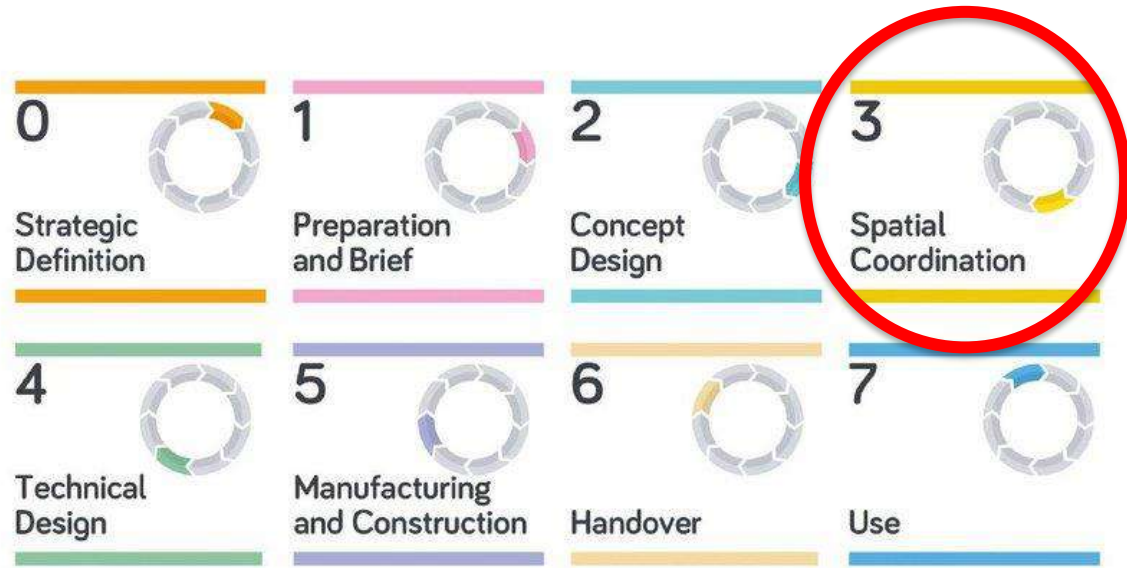 0
Strategic
Definition
1
Preparation
and Brief
2
Concept
Design
3
Spatial
Coordination
4
Technical
Design
5
Manufacturing
and Construction
6
Handover
7
Use